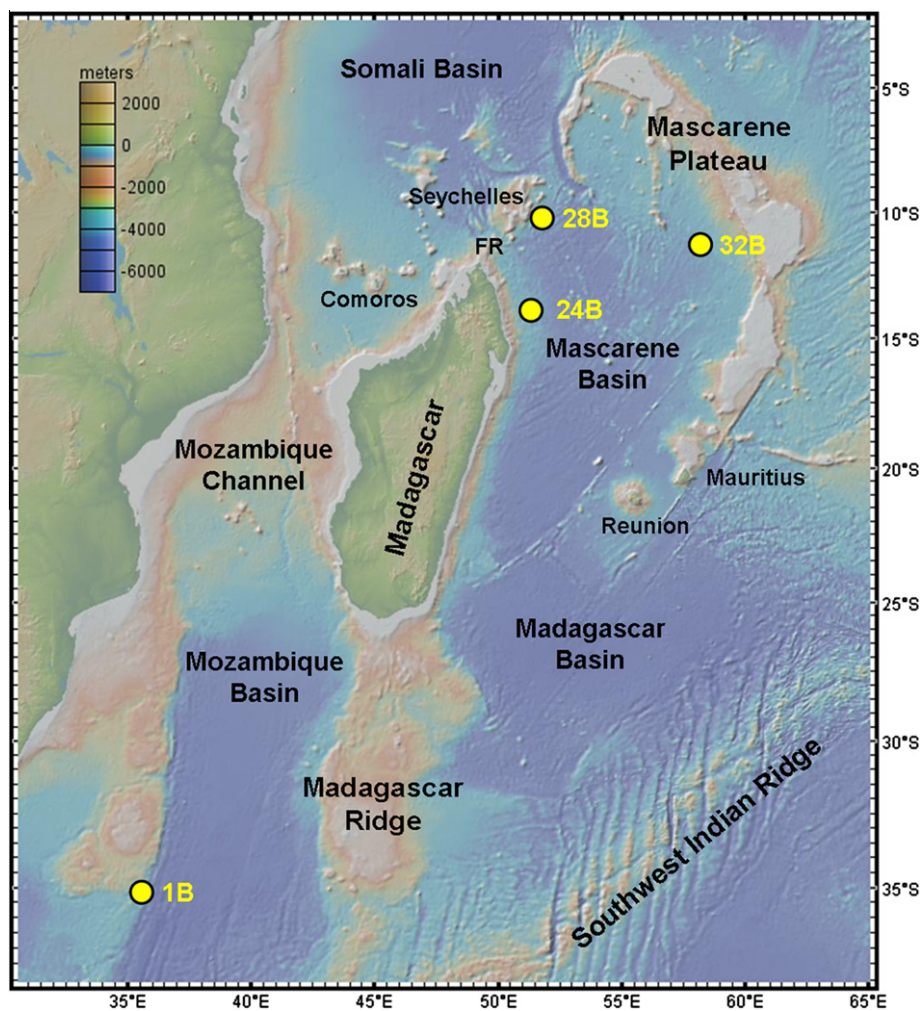 Somali Basin
meters
2000
0
-2000
-4000
-6000
5°S
Mascarene
Plateau
Seychelles
28B
10°S
FR
32B
Comoros
24B
15°S
Mascarene
Basin
Madagascar
Mozambique
Channel
20°S
Mauritius
Reunion
25°S
Madagascar
Basin
Mozambique
Basin
30°S
Madagascar
Ridge
Southwest Indian Ridge
35°S
1B
35°E
40°E
45°E
50°E
55°E
60°E
65°E